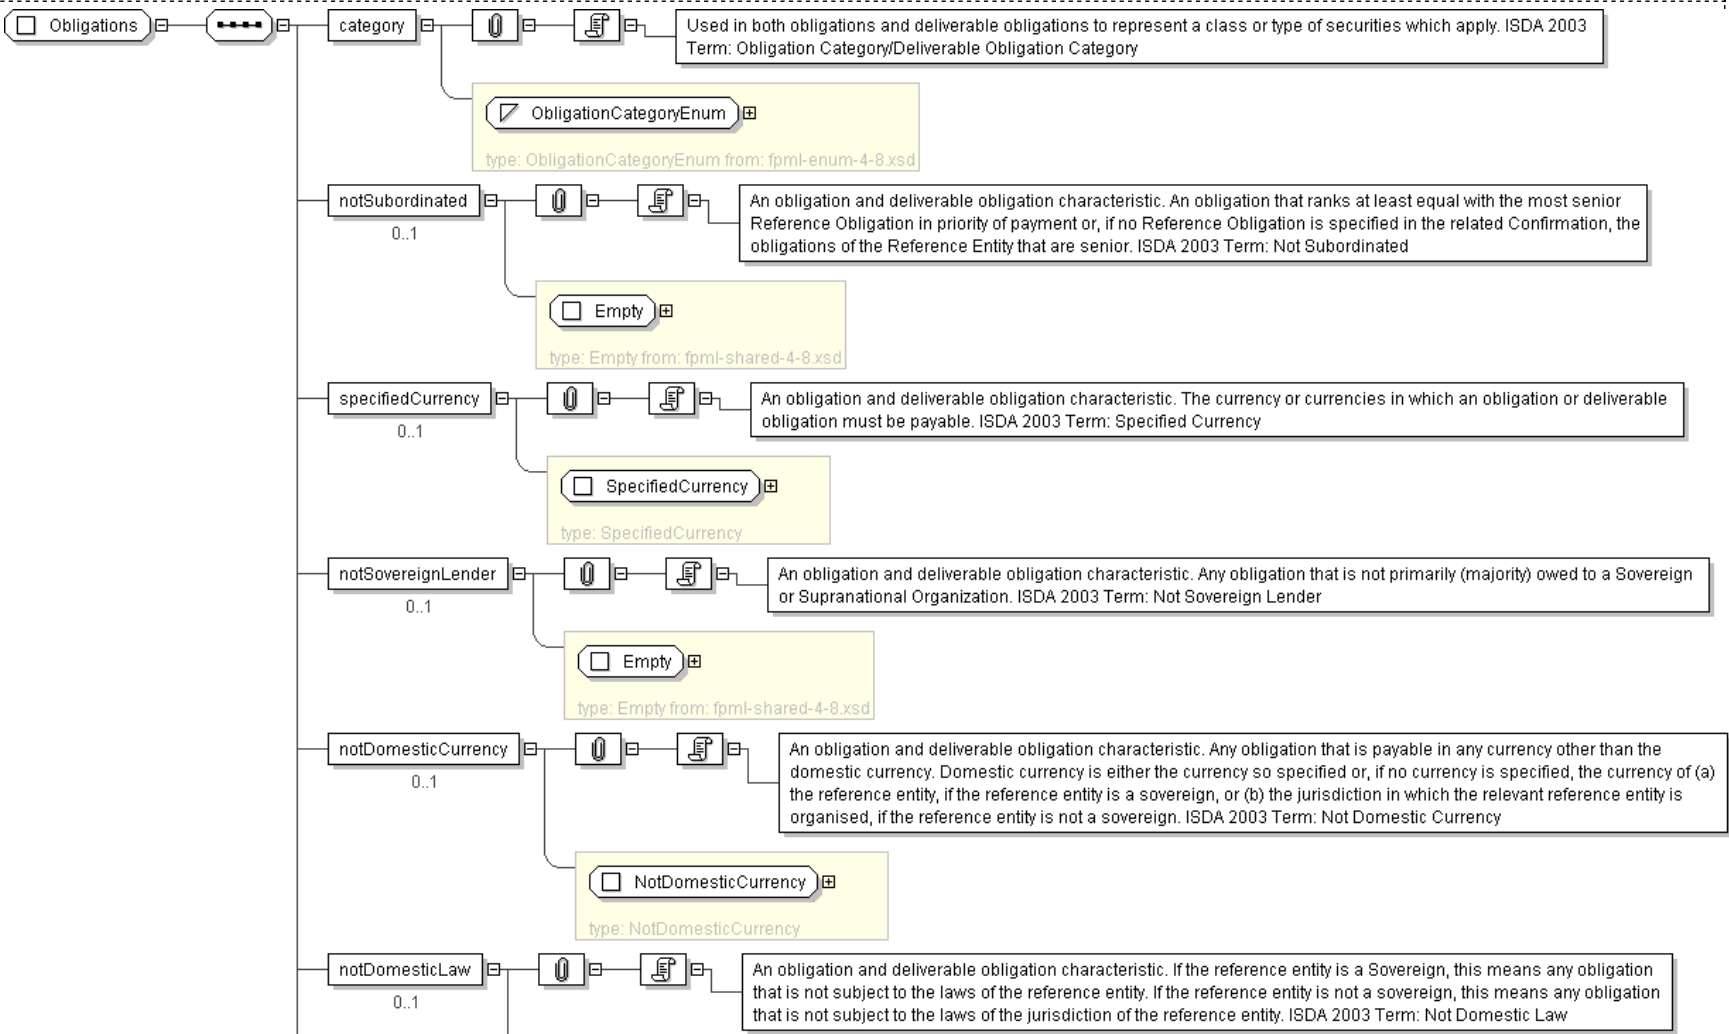 Obligations
category
Used in both obligations and deliverable obligations to represent a class or type of securities which apply. ISDA 2003
Term: Obligation Category/Deliverable Obligation Category
ObligationCategoryEnum
type: ObligationCategoryEnum from: fpml-enum-4-8.xsd
notSubordinated
0..1
An obligation and deliverable obligation characteristic. An obligation that ranks at least equal with the most senior
Reference Obligation in priority of payment or, if no Reference Obligation is specified in the related Confirmation, the
obligations of the Reference Entity that are senior. ISDA 2003 Term: Not Subordinated
Empty
type: Empty from: fpml-shared-4-8.xsd
specifiedCurrency
0..1
An obligation and deliverable obligation characteristic. The currency or currencies in which an obligation or deliverable
obligation must be payable. ISDA 2003 Term: Specified Currency
SpecifiedCurrency
type: SpecifiedCurrency
notSovereignLender
0..1
An obligation and deliverable obligation characteristic. Any obligation that is not primarily (majority) owed to a Sovereign
or Supranational Organization. ISDA 2003 Term: Not Sovereign Lender
Empty
type: Empty from: fpml-shared-4-8.xsd
notDomesticCurrency
0..1
An obligation and deliverable obligation characteristic. Any obligation that is payable in any currency other than the
domestic currency. Domestic currency is either the currency so specified or, if no currency is specified, the currency of (a)
the reference entity, if the reference entity is a sovereign, or (b) the jurisdiction in which the relevant reference entity is
organised, if the reference entity is not a sovereign. ISDA 2003 Term: Not Domestic Currency
NotDomesticCurrency
type: NotDomesticCurrency
notDomesticLaw
0..1
An obligation and deliverable obligation characteristic. If the reference entity is a Sovereign, this means any obligation
that is not subject to the laws of the reference entity. If the reference entity is not a sovereign, this means any obligation
that is not subject to the laws of the jurisdiction of the reference entity. ISDA 2003 Term: Not Domestic Law